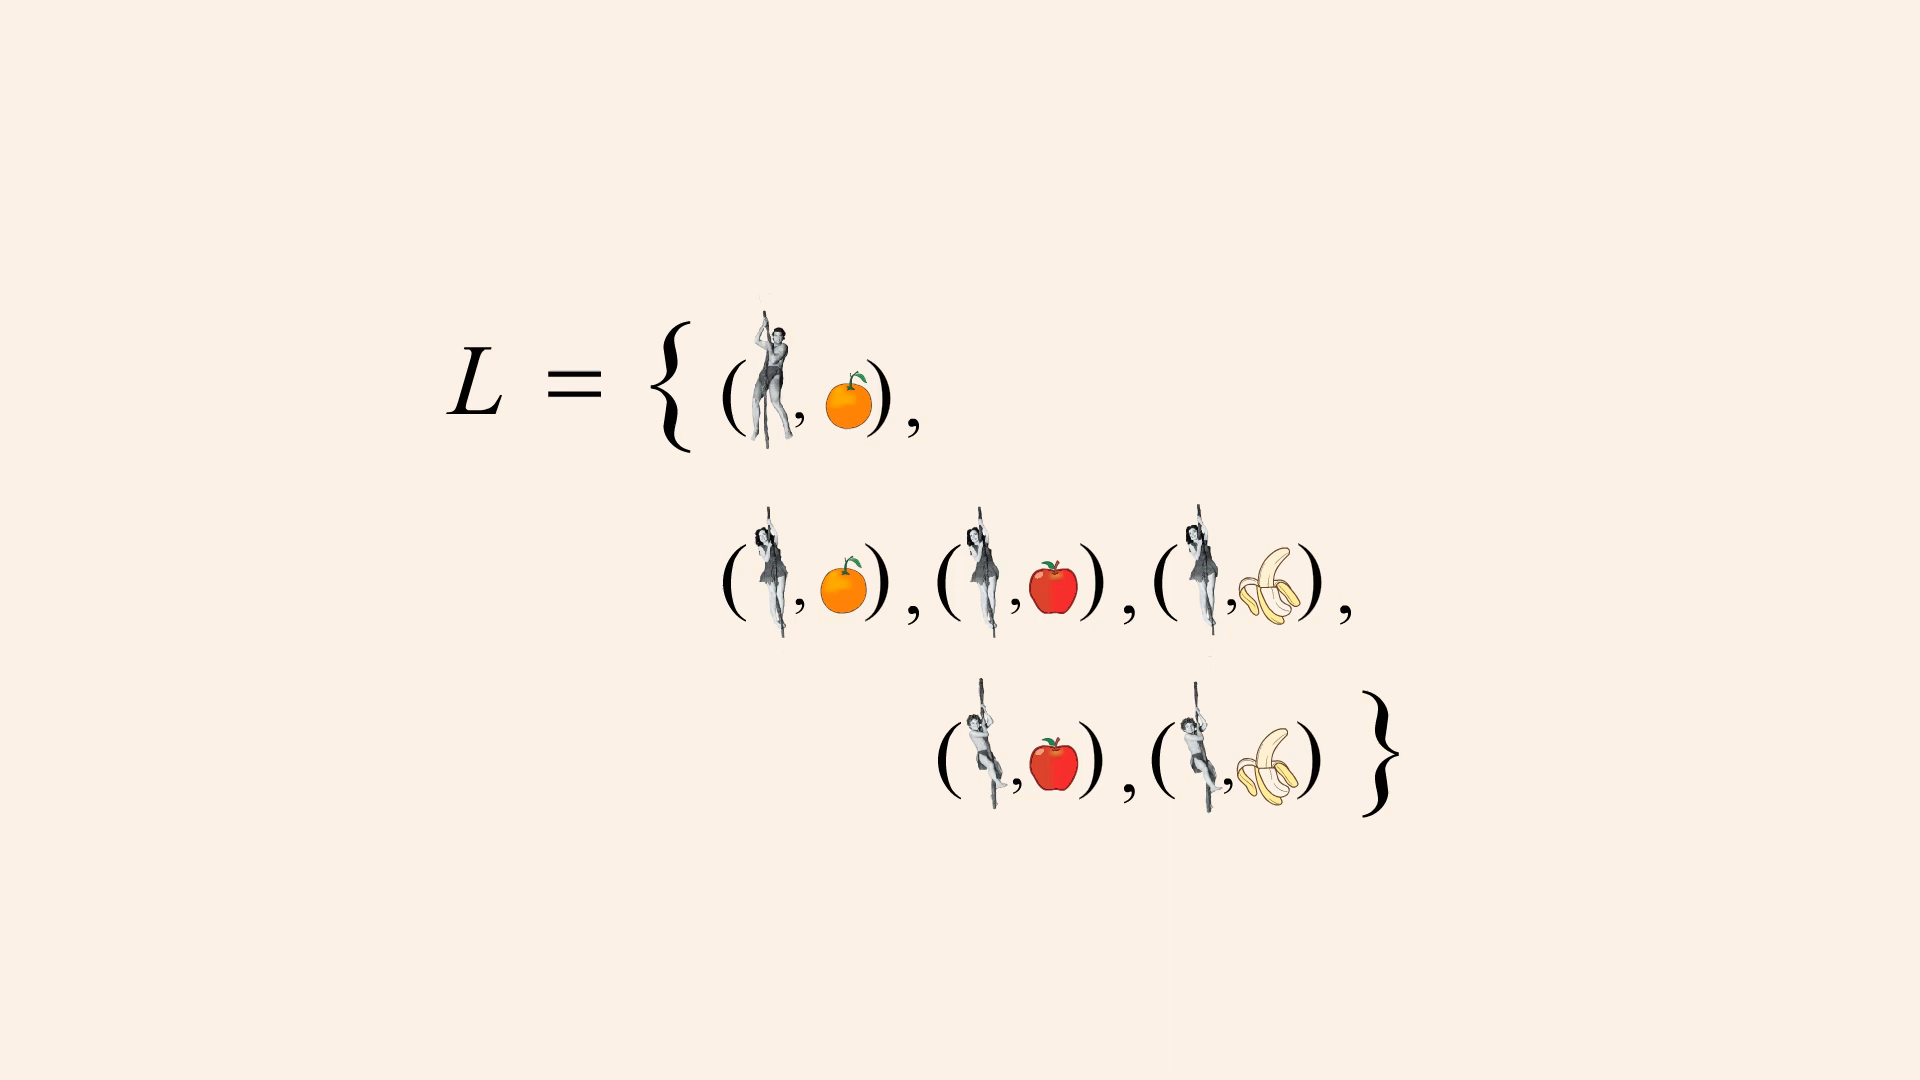 L = { ( , ) ,
( , ) , ( , ) , ( , ) ,
( , ) , ( , ) }